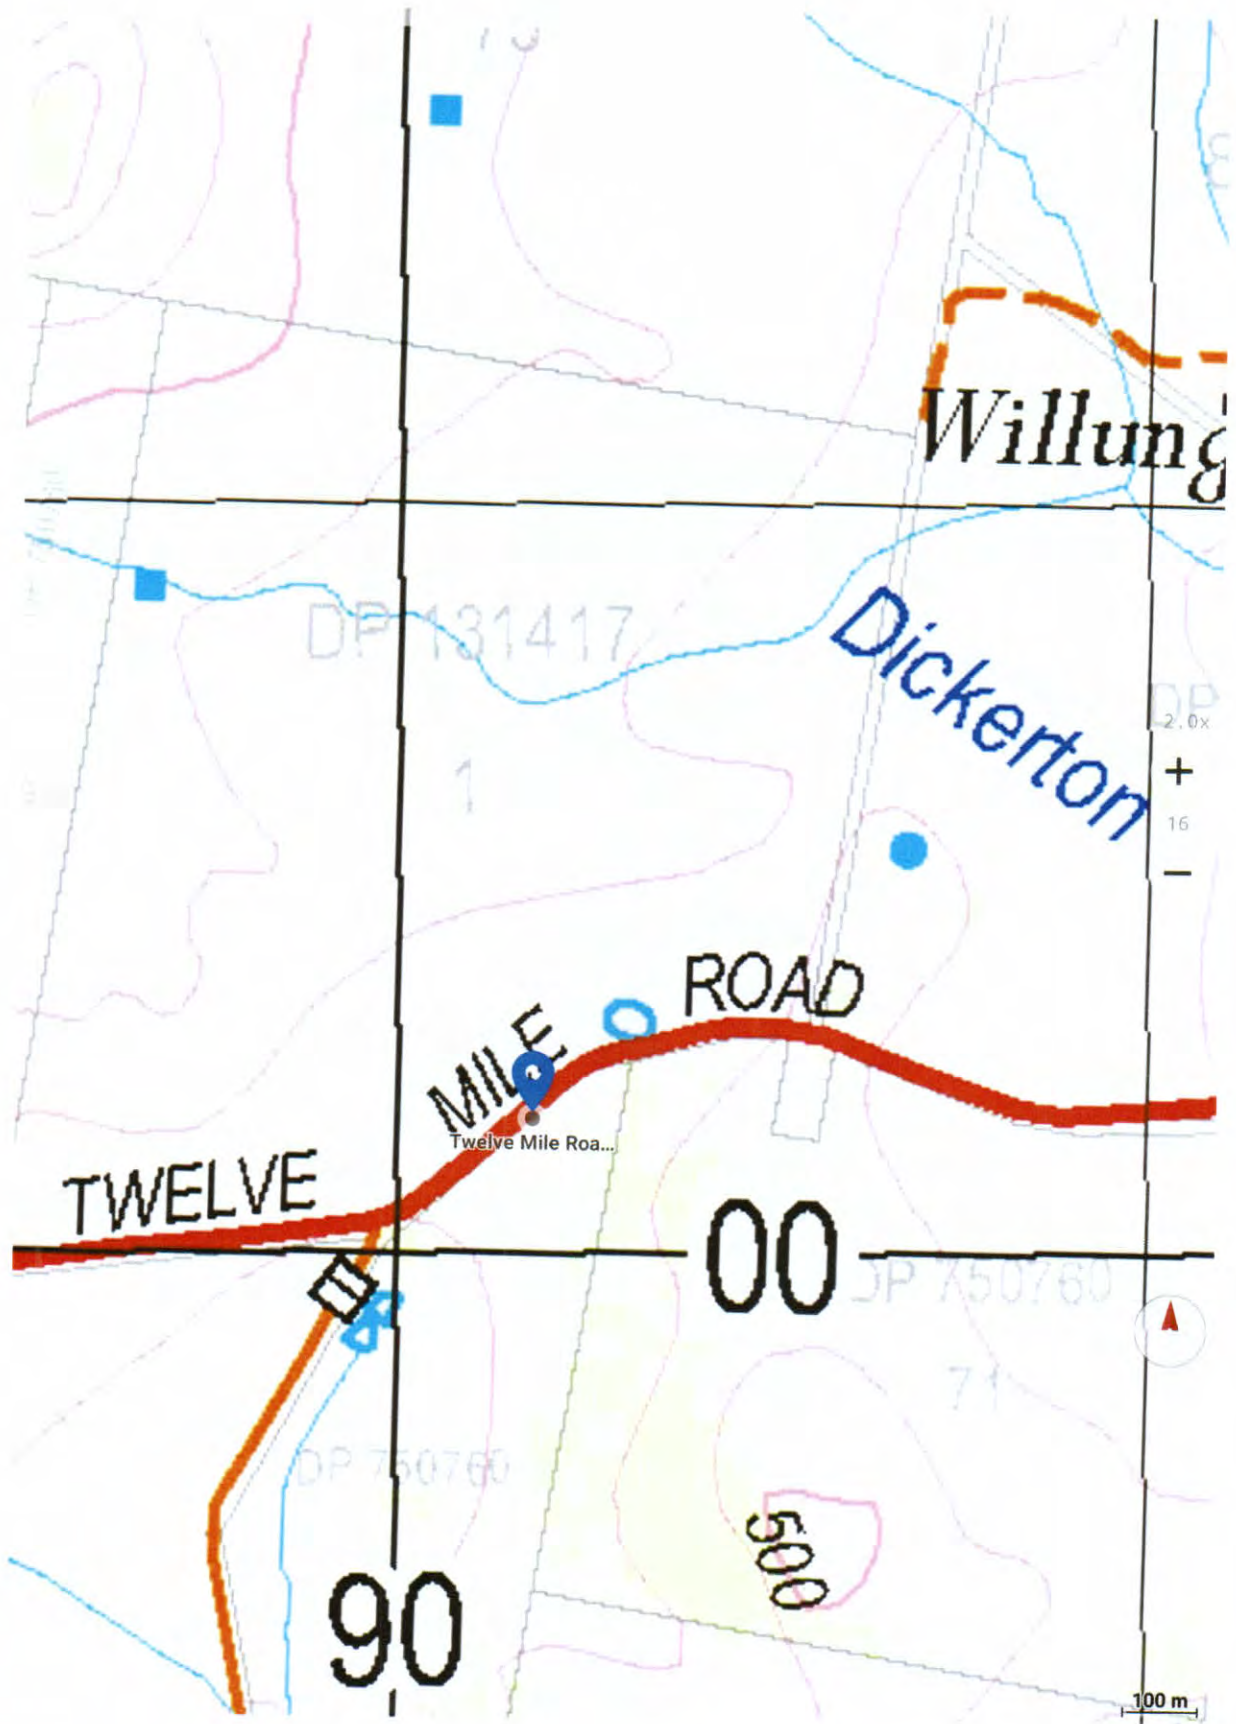 Willung
DP 131417
Dickerton
DP
2.0x
+
1
16
−
ROAD
MILE
Twelve Mile Roa...
TWELVE
00
DP 750760
71
DP 750760
500
90
100 m